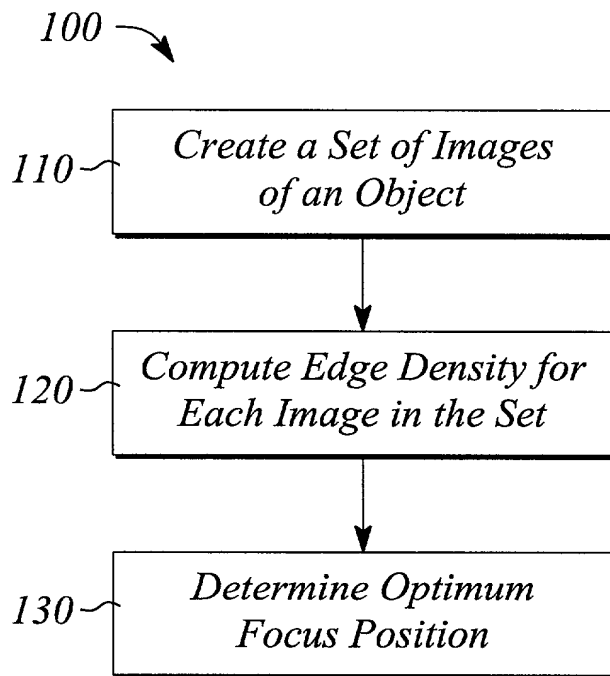 100
110
Create a Set of Images
of an Object
120
Compute Edge Density for
Each Image in the Set
130
Determine Optimum
Focus Position